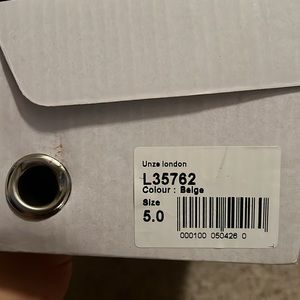 Unze london
L35762
Colour : Beige
Size
5.0
000100 050426 0